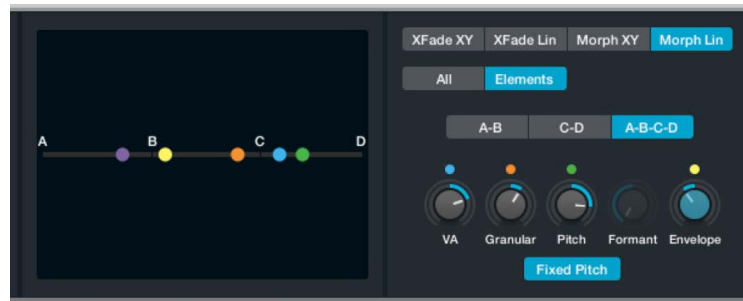 XFade XY XFade Lin Morph XY Morph Lin
All Elements
A-B C-D A-B-C-D
A B C D
VA Granular Pitch Formant Envelope
Fixed Pitch